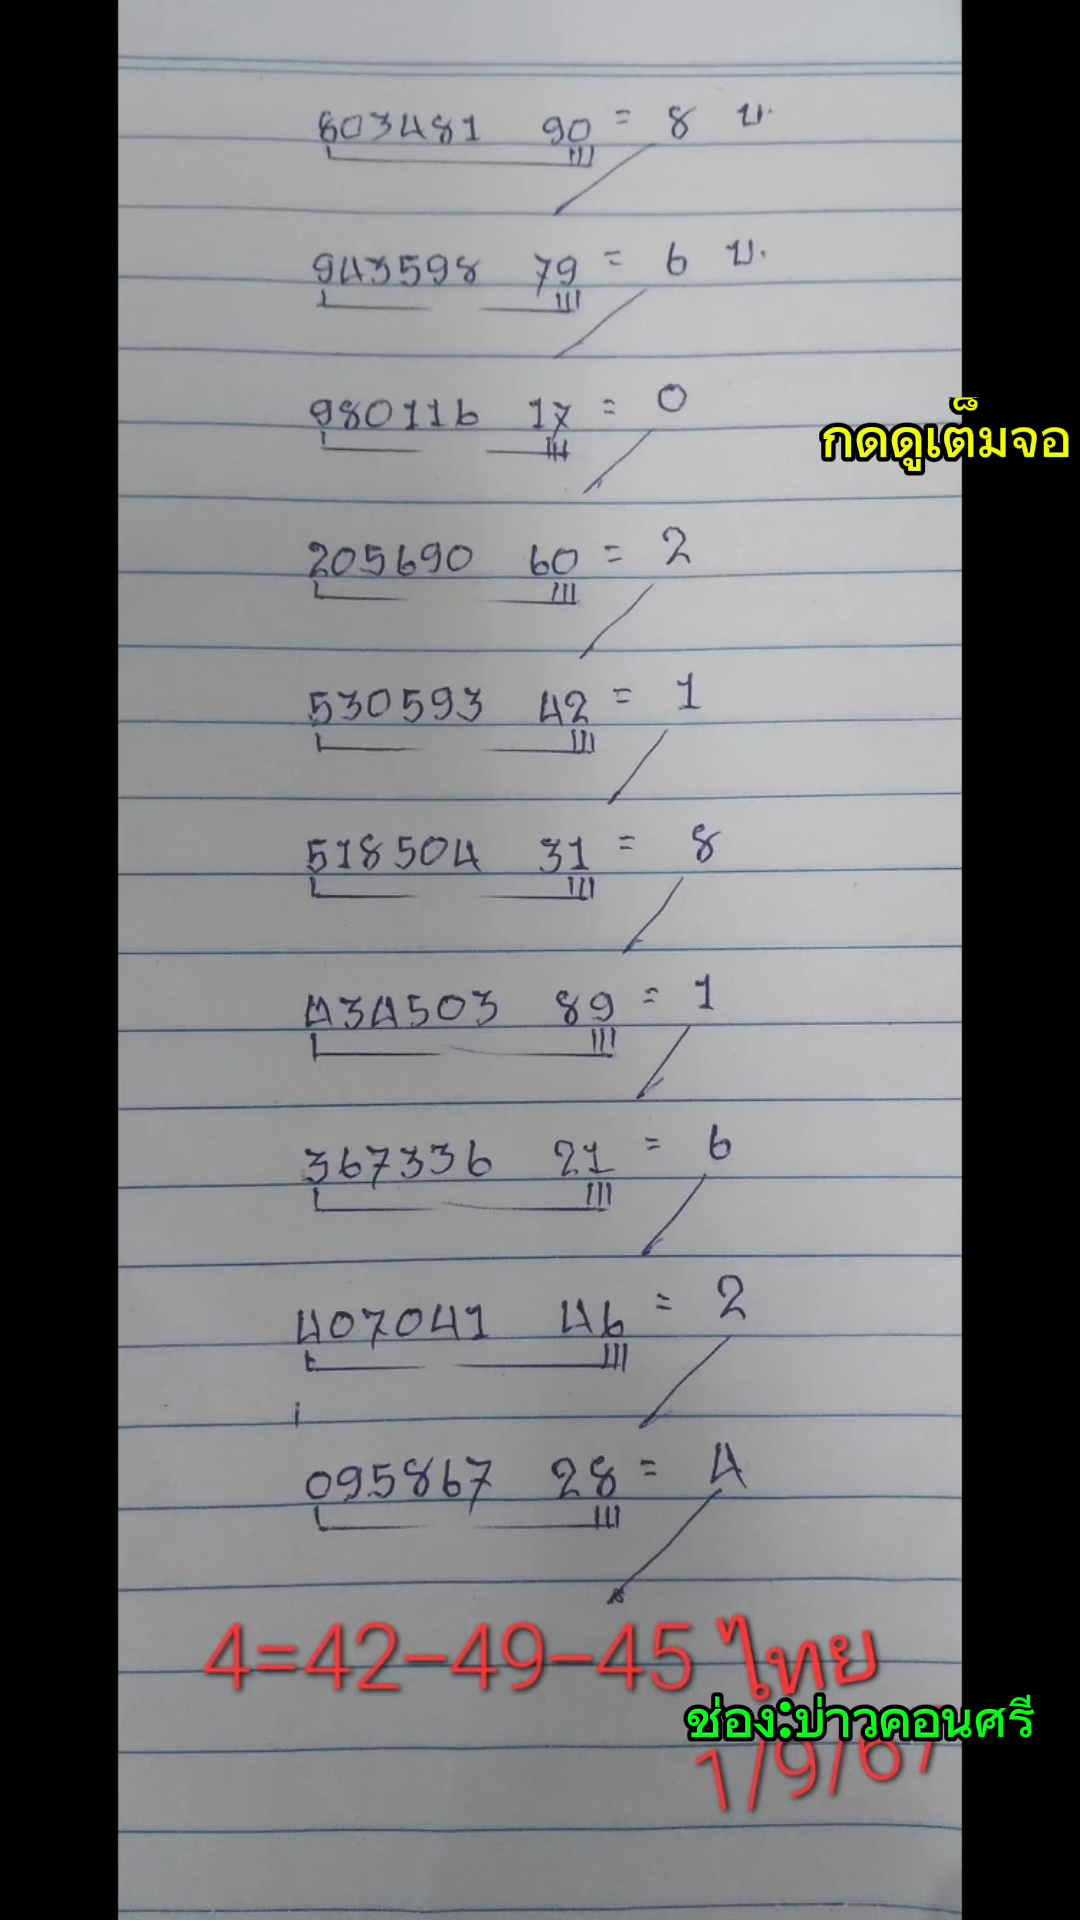 803481 90 = 8 บ.
943598 79 = 6 บ.
980116 17 = 0
กดดูเต็มจอ
205690 60 = 2
530593 42 = 1
518504 31 = 8
434503 89 = 1
367336 21 = 6
407041 46 = 2
095867 28 = 4
4=42-49-45 ไทย
ช่อง:บ่าวคอนศรี
1/9/67